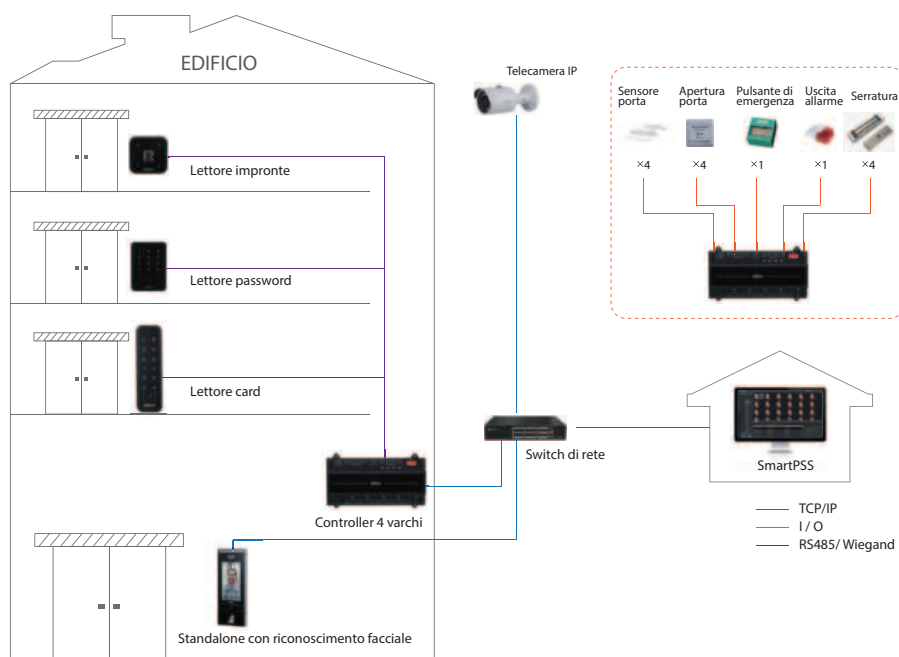 EDIFICIO
Telecamera IP
Sensore
porta
Apertura
porta
Pulsante di
emergenza
Uscita
allarme
Serratura
×4
×4
×1
×1
×4
Lettore impronte
Lettore password
Lettore card
Controller 4 varchi
Switch di rete
SmartPSS
TCP/IP
I / O
RS485/ Wiegand
Standalone con riconoscimento facciale